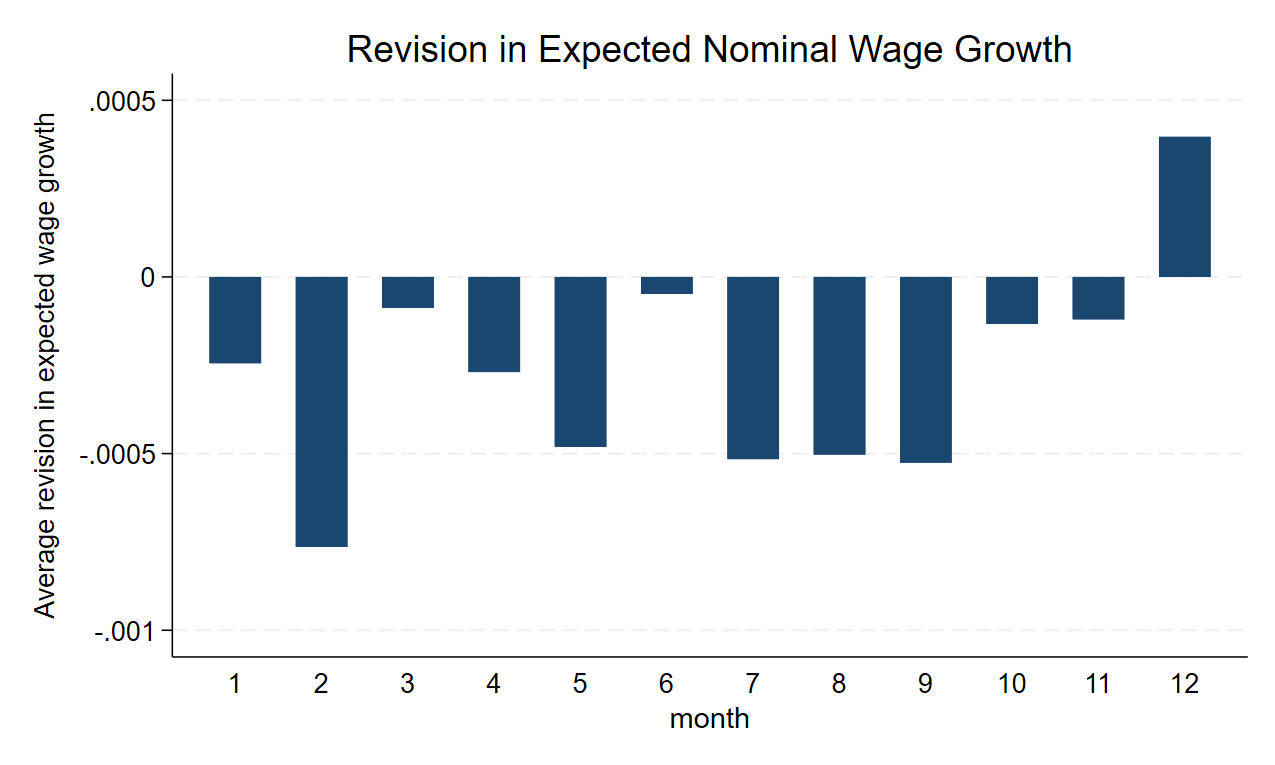 Revision in Expected Nominal Wage Growth
Average revision in expected wage growth
.0005
0
-.0005
-.001
1 2 3 4 5 6 7 8 9 10 11 12
month